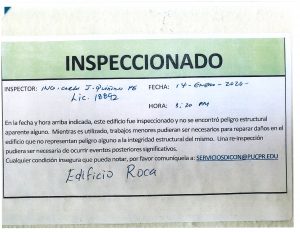 INSPECCIONADO
INSPECTOR: ING. Carlos J. Quiñino PE FECHA: 14-ENERO-2020
Lic. 18892 HORA: 3:20 PM
En la fecha y hora arriba indicada, este edificio fue inspeccionado y no se encontró peligro estructural
aparente alguno. Mientras es utilizado, trabajos menores pudieran ser necesarios para reparar daños en el
edificio que no representan peligro alguno a la integridad estructural del mismo. Una re-inspección
pudiera ser necesaria de ocurrir eventos posteriores significativos.
Cualquier condición insegura que pueda notar, por favor comuníquela a: SERVICIOSDICON@PUCPR.EDU
Edificio Roca